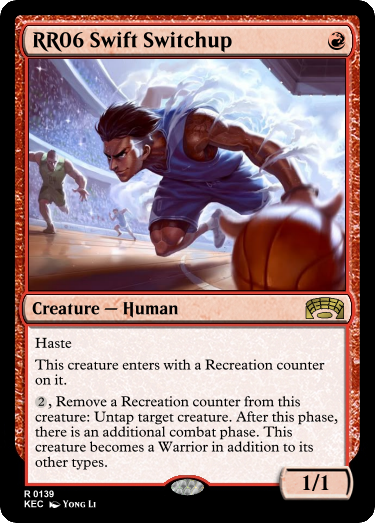 RR06 Swift Switchup
Creature — Human
Haste
This creature enters with a Recreation counter
on it.
2, Remove a Recreation counter from this
creature: Untap target creature. After this phase,
there is an additional combat phase. This
creature becomes a Warrior in addition to its
other types.
1/1
R 0139
KEC Yong Li